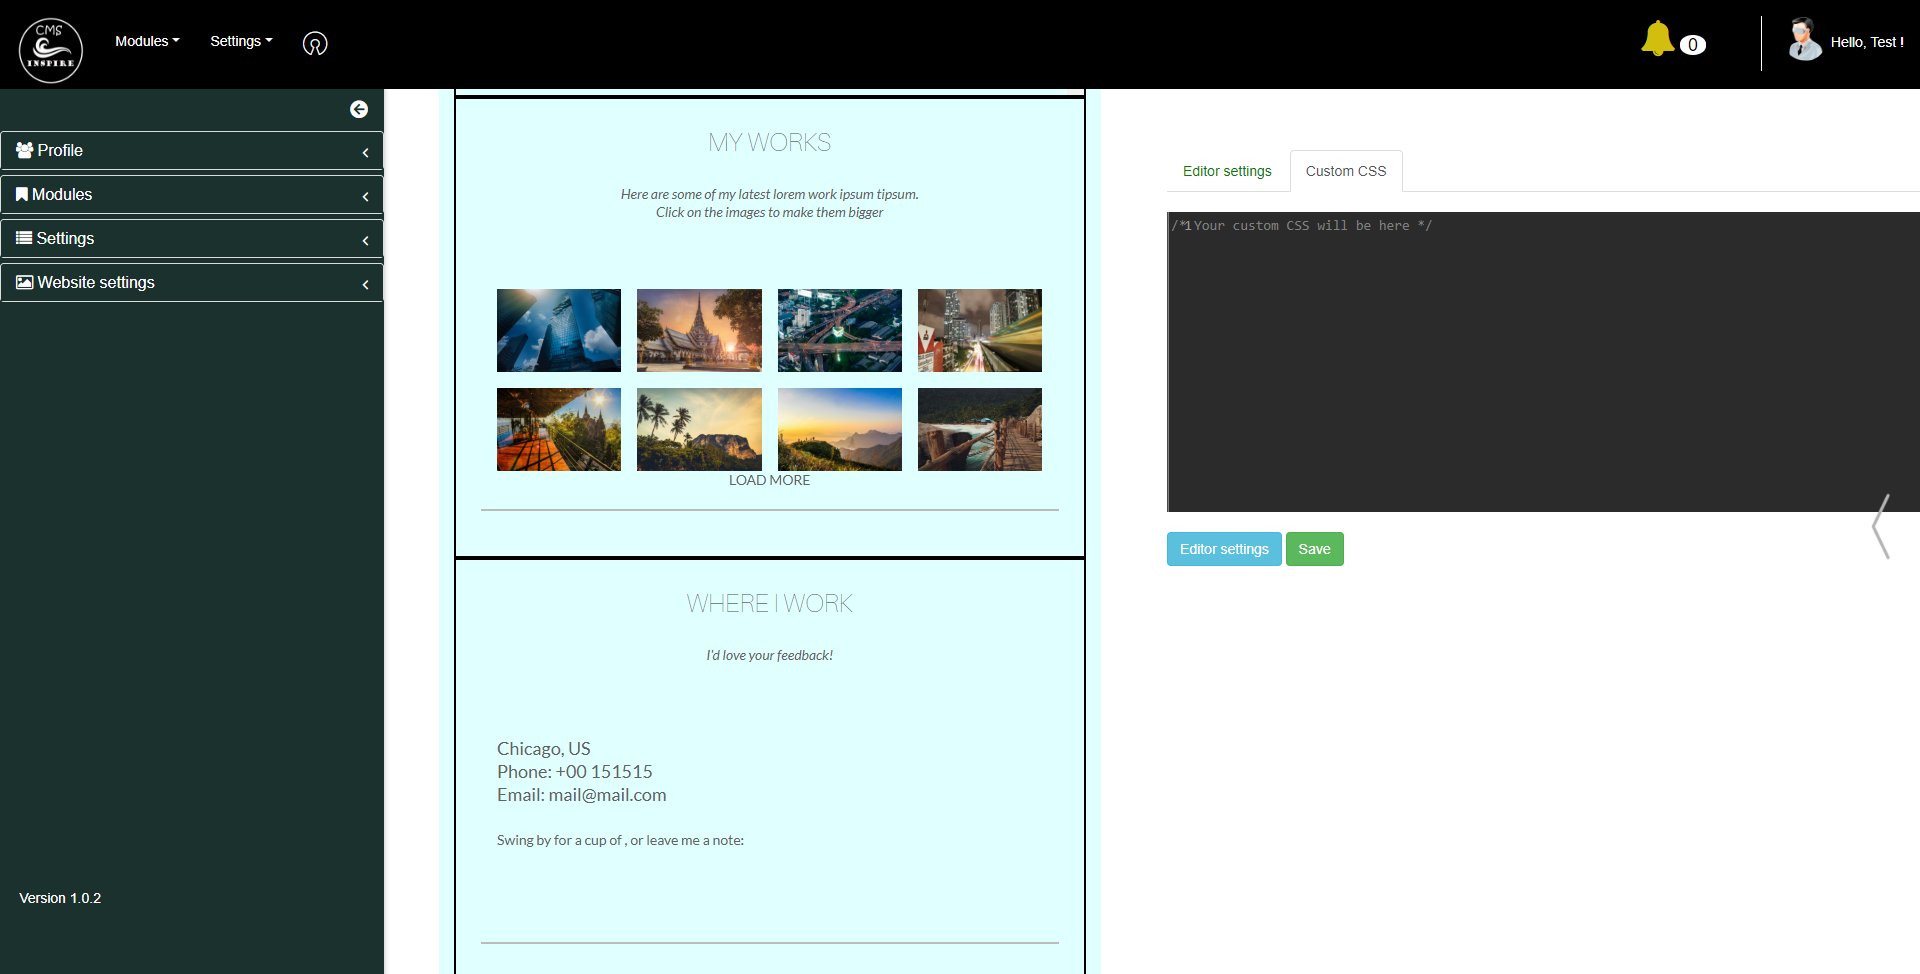 CMS
INSPIRE
Modules
Settings
0
Hello, Test !
Profile
Modules
Settings
Website settings
Version 1.0.2
MY WORKS
Here are some of my latest lorem work ipsum tipsum.
Click on the images to make them bigger
LOAD MORE
WHERE I WORK
I'd love your feedback!
Chicago, US
Phone: +00 151515
Email: mail@mail.com
Swing by for a cup of , or leave me a note:
Editor settings
Custom CSS
1
/* Your custom CSS will be here */
Editor settings
Save